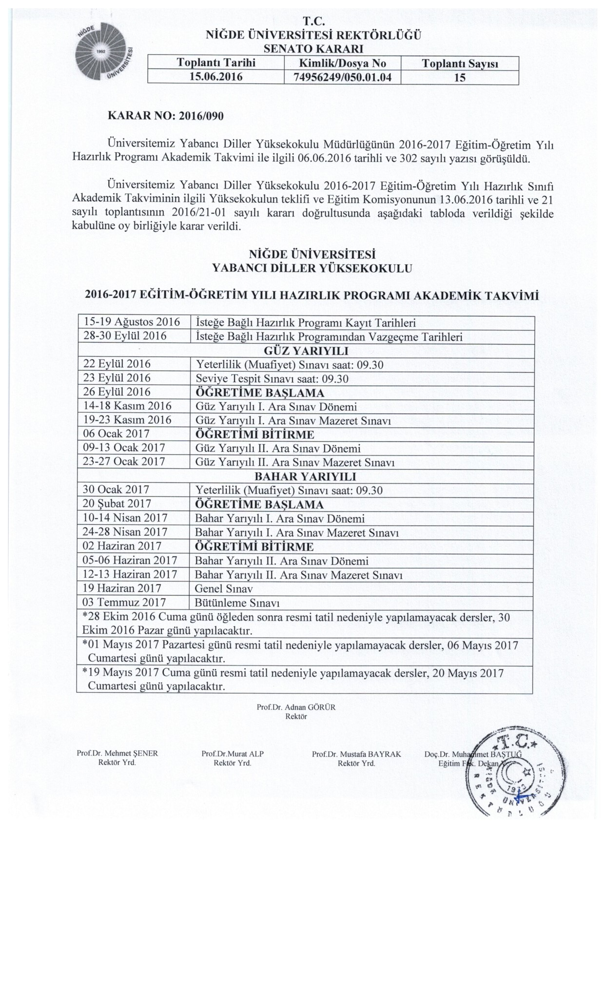 NİĞDE
1992
ÜNİVERSİTESİ
T.C.
NİĞDE ÜNİVERSİTESİ REKTÖRLÜĞÜ
SENATO KARARI
Toplantı Tarihi Kimlik/Dosya No Toplantı Sayısı
15.06.2016 74956249/050.01.04 15
KARAR NO: 2016/090
Üniversitemiz Yabancı Diller Yüksekokulu Müdürlüğünün 2016-2017 Eğitim-Öğretim Yılı
Hazırlık Programı Akademik Takvimi ile ilgili 06.06.2016 tarihli ve 302 sayılı yazısı görüşüldü.
Üniversitemiz Yabancı Diller Yüksekokulu 2016-2017 Eğitim-Öğretim Yılı Hazırlık Sınıfı
Akademik Takviminin ilgili Yüksekokulun teklifi ve Eğitim Komisyonunun 13.06.2016 tarihli ve 21
sayılı toplantısının 2016/21-01 sayılı kararı doğrultusunda aşağıdaki tabloda verildiği şekilde
kabulüne oy birliğiyle karar verildi.
NİĞDE ÜNİVERSİTESİ
YABANCI DİLLER YÜKSEKOKULU
2016-2017 EĞİTİM-ÖĞRETİM YILI HAZIRLIK PROGRAMI AKADEMİK TAKVİMİ
15-19 Ağustos 2016 İsteğe Bağlı Hazırlık Programı Kayıt Tarihleri
28-30 Eylül 2016 İsteğe Bağlı Hazırlık Programından Vazgeçme Tarihleri
GÜZ YARIYILI
22 Eylül 2016 Yeterlilik (Muafiyet) Sınavı saat: 09.30
23 Eylül 2016 Seviye Tespit Sınavı saat: 09.30
26 Eylül 2016 ÖĞRETİME BAŞLAMA
14-18 Kasım 2016 Güz Yarıyılı I. Ara Sınav Dönemi
19-23 Kasım 2016 Güz Yarıyılı I. Ara Sınav Mazeret Sınavı
06 Ocak 2017 ÖĞRETİMİ BİTİRME
09-13 Ocak 2017 Güz Yarıyılı II. Ara Sınav Dönemi
23-27 Ocak 2017 Güz Yarıyılı II. Ara Sınav Mazeret Sınavı
BAHAR YARIYILI
30 Ocak 2017 Yeterlilik (Muafiyet) Sınavı saat: 09.30
20 Şubat 2017 ÖĞRETİME BAŞLAMA
10-14 Nisan 2017 Bahar Yarıyılı I. Ara Sınav Dönemi
24-28 Nisan 2017 Bahar Yarıyılı I. Ara Sınav Mazeret Sınavı
02 Haziran 2017 ÖĞRETİMİ BİTİRME
05-06 Haziran 2017 Bahar Yarıyılı II. Ara Sınav Dönemi
12-13 Haziran 2017 Bahar Yarıyılı II. Ara Sınav Mazeret Sınavı
19 Haziran 2017 Genel Sınav
03 Temmuz 2017 Bütünleme Sınavı
*28 Ekim 2016 Cuma günü öğleden sonra resmi tatil nedeniyle yapılamayacak dersler, 30
Ekim 2016 Pazar günü yapılacaktır.
*01 Mayıs 2017 Pazartesi günü resmi tatil nedeniyle yapılamayacak dersler, 06 Mayıs 2017
Cumartesi günü yapılacaktır.
*19 Mayıs 2017 Cuma günü resmi tatil nedeniyle yapılamayacak dersler, 20 Mayıs 2017
Cumartesi günü yapılacaktır.
Prof.Dr. Adnan GÖRÜR
Rektör
Prof.Dr. Mehmet ŞENER Prof.Dr.Murat ALP Prof.Dr. Mustafa BAYRAK Doç.Dr. Muhammet BAŞTUĞ
Rektör Yrd. Rektör Yrd. Rektör Yrd. Eğitim Fak. Dekan V.
T.C.
NİĞDE ÜNİVERSİTESİ
REKTÖRLÜĞÜ